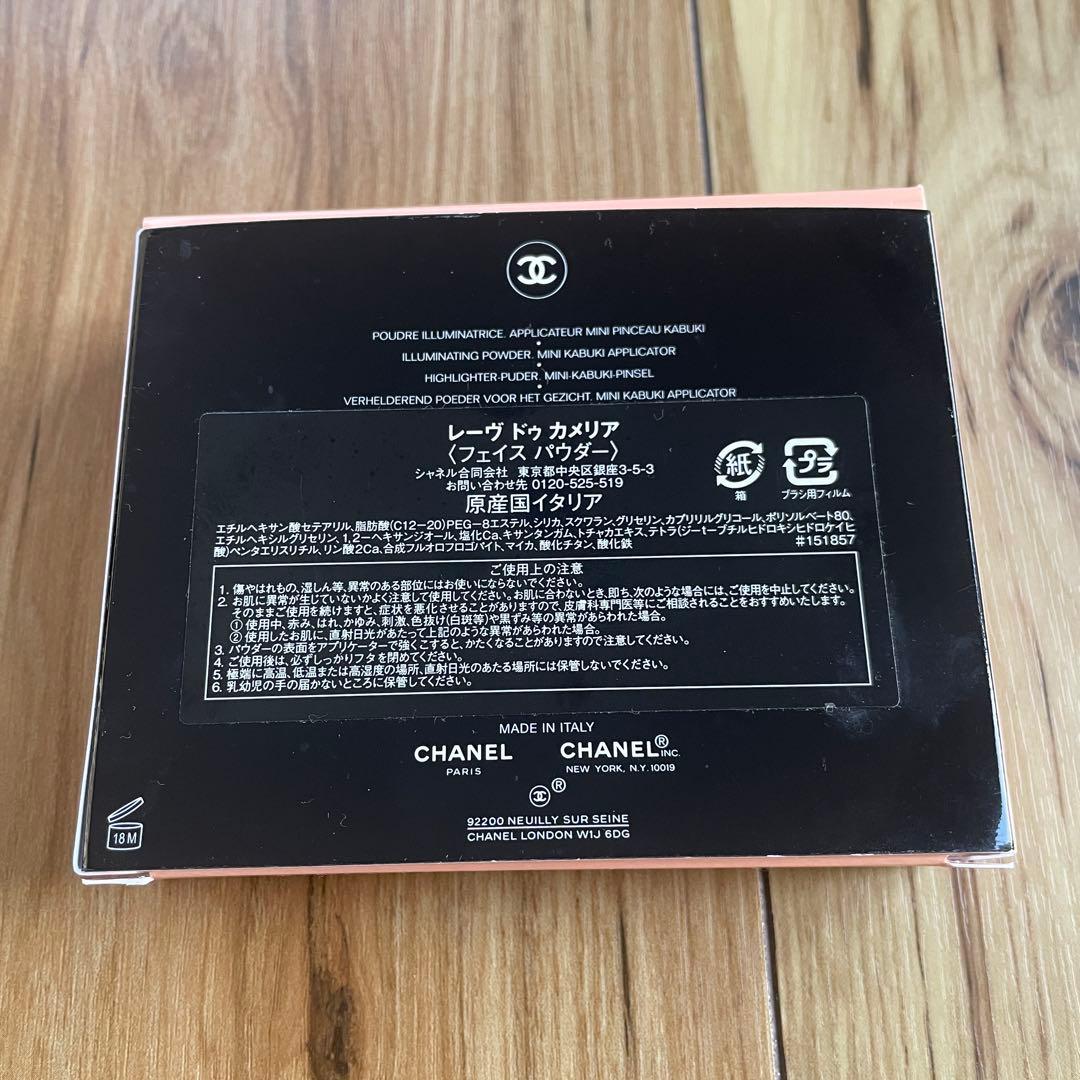 POUDRE ILLUMINATRICE. APPLICATEUR MINI PINCEAU KABUKI
ILLUMINATING POWDER. MINI KABUKI APPLICATOR
HIGHLIGHTER-PUDER. MINI-KABUKI-PINSEL
VERHELDEREND POEDER VOOR HET GEZICHT. MINI KABUKI APPLICATOR
レーヴ ドゥ カメリア
〈フェイス パウダー〉
シャネル合同会社 東京都中央区銀座3-5-3
お問い合わせ先 0120-525-519
原産国イタリア
紙
箱
プラ
ブラシ用フィルム
エチルヘキサン酸セテアリル, 脂肪酸(C12-20)PEG-8エステル, シリカ, スクワラン, グリセリン, カプリリルグリコール, ポリソルベート80,
エチルヘキシルグリセリン, 1,2-ヘキサンジオール, 塩化Ca, キサンタンガム, トチャカエキス, テトラ(ジ-t-ブチルヒドロキシヒドロケイヒ
酸)ペンタエリスリチル, リン酸2Ca, 合成フルオロフロゴパイト, マイカ, 酸化チタン, 酸化鉄
#151857
ご使用上の注意
1. 傷やはれもの、湿しん等、異常のある部位にはお使いにならないでください。
2. お肌に異常が生じていないかよく注意して使用してください。お肌に合わないとき、即ち、次のような場合には、ご使用を中止してください。
そのままご使用を続けますと、症状を悪化させることがありますので、皮膚科専門医等にご相談されることをおすすめいたします。
① 使用中、赤み、はれ、かゆみ、刺激、色抜け(白斑等)や黒ずみ等の異常があらわれた場合。
② 使用したお肌に、直射日光があたって上記のような異常があらわれた場合。
3. パウダーの表面をアプリケーターで強くこすると、かたくなることがありますので注意してください。
4. ご使用後は、必ずしっかりフタを閉めてください。
5. 極端に高温、低温または高湿度の場所、直射日光のあたる場所には保管しないでください。
6. 乳幼児の手の届かないところに保管してください。
MADE IN ITALY
CHANEL CHANEL® INC.
PARIS NEW YORK, N.Y. 10019
®
92200 NEUILLY SUR SEINE
CHANEL LONDON W1J 6DG
18 M